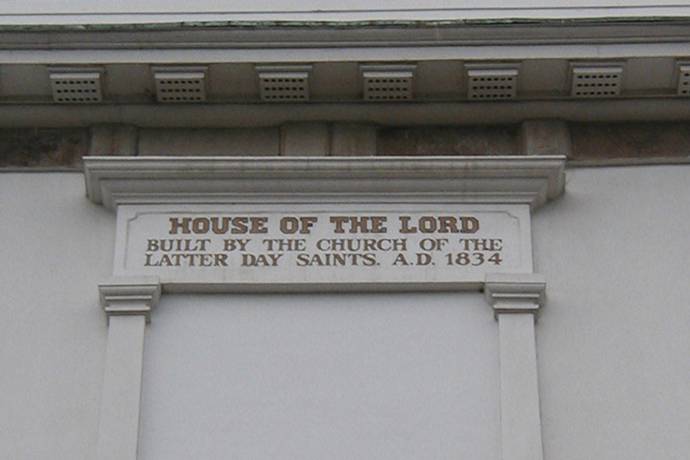 HOUSE OF THE LORD
BUILT BY THE CHURCH OF THE
LATTER DAY SAINTS. A.D. 1834